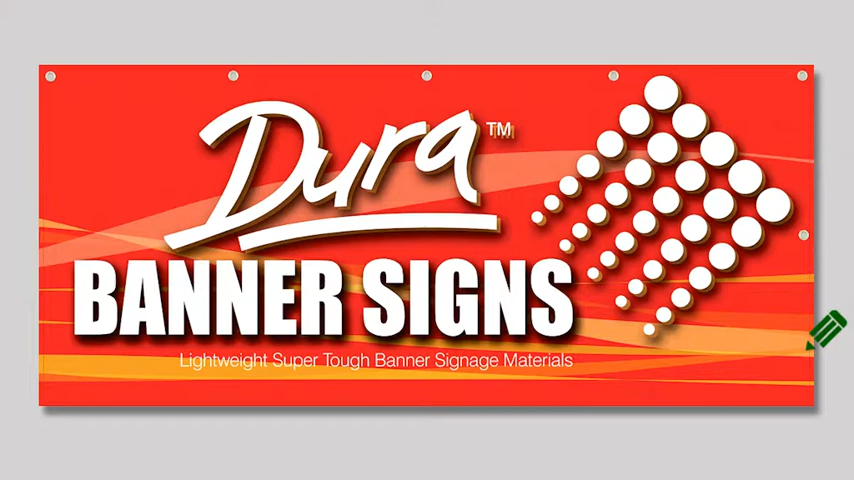 Dura™
BANNER SIGNS
Lightweight Super Tough Banner Signage Materials